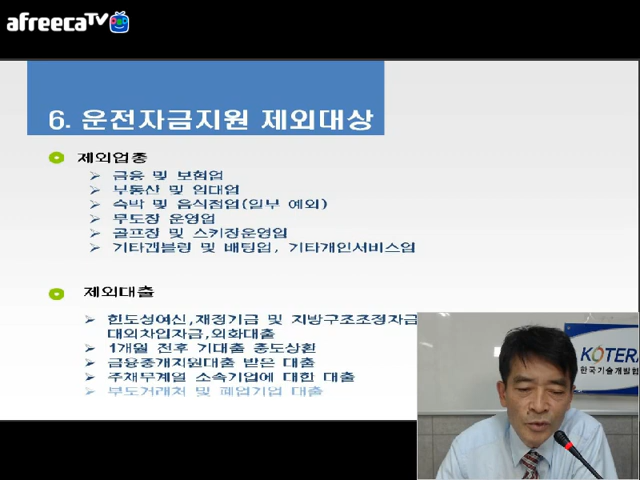 afreecaTV
6. 운전자금지원 제외대상
제외업종
금융 및 보험업
부동산 및 임대업
숙박 및 음식점업(일부 예외)
무도장 운영업
골프장 및 스키장운영업
기타갬블링 및 배팅업, 기타개인서비스업
제외대출
한도성여신,재정기금 및 지방구조조정자금
대외차입자금,외화대출
1개월 전후 기대출 중도상환
금융중개지원대출 받은 대출
주채무계열 소속기업에 대한 대출
부도거래처 및 폐업기업 대출
KOTERA
한국기술개발협